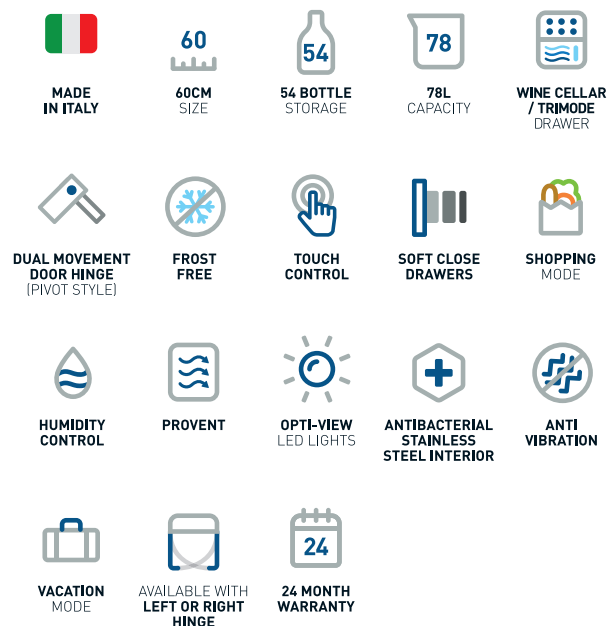 60
54
78
MADE
IN ITALY
60CM
SIZE
54 BOTTLE
STORAGE
78L
CAPACITY
WINE CELLAR
/ TRIMODE
DRAWER
DUAL MOVEMENT
DOOR HINGE
(PIVOT STYLE)
FROST
FREE
TOUCH
CONTROL
SOFT CLOSE
DRAWERS
SHOPPING
MODE
HUMIDITY
CONTROL
PROVENT
OPTI-VIEW
LED LIGHTS
ANTIBACTERIAL
STAINLESS
STEEL INTERIOR
ANTI
VIBRATION
24
VACATION
MODE
AVAILABLE WITH
LEFT OR RIGHT
HINGE
24 MONTH
WARRANTY